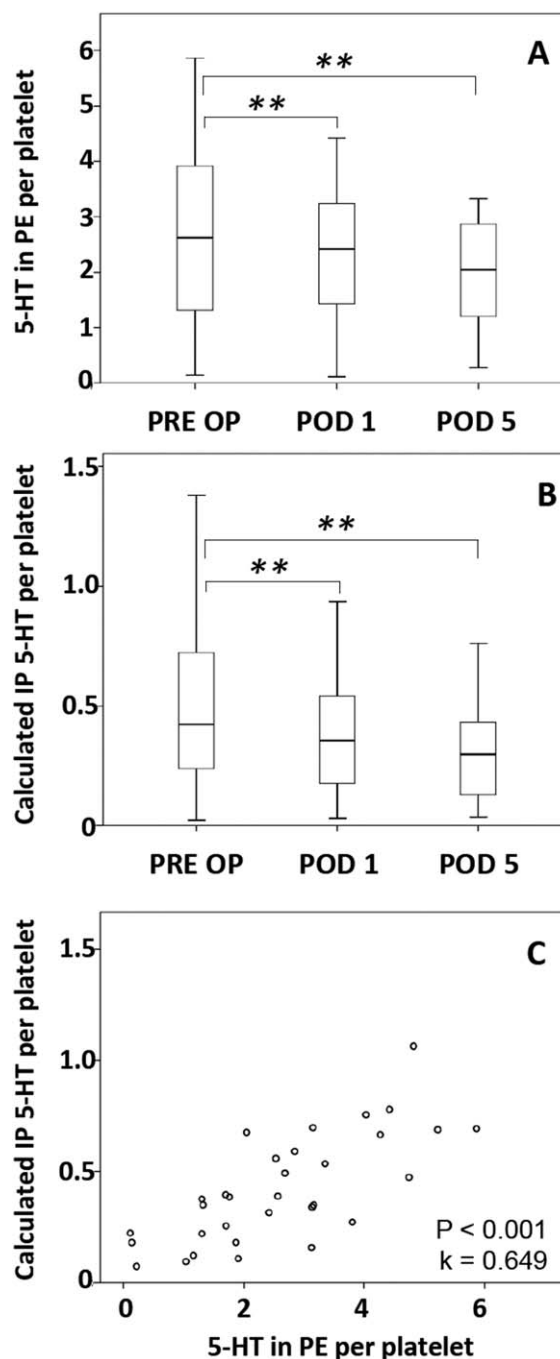 A
5-HT in PE per platelet
6
5
4
3
2
1
0
**
**
PRE OP POD 1 POD 5
B
Calculated IP 5-HT per platelet
1.5
1.0
0.5
0
**
**
PRE OP POD 1 POD 5
C
Calculated IP 5-HT per platelet
1.5
1.0
0.5
0
P < 0.001
k = 0.649
0 2 4 6
5-HT in PE per platelet